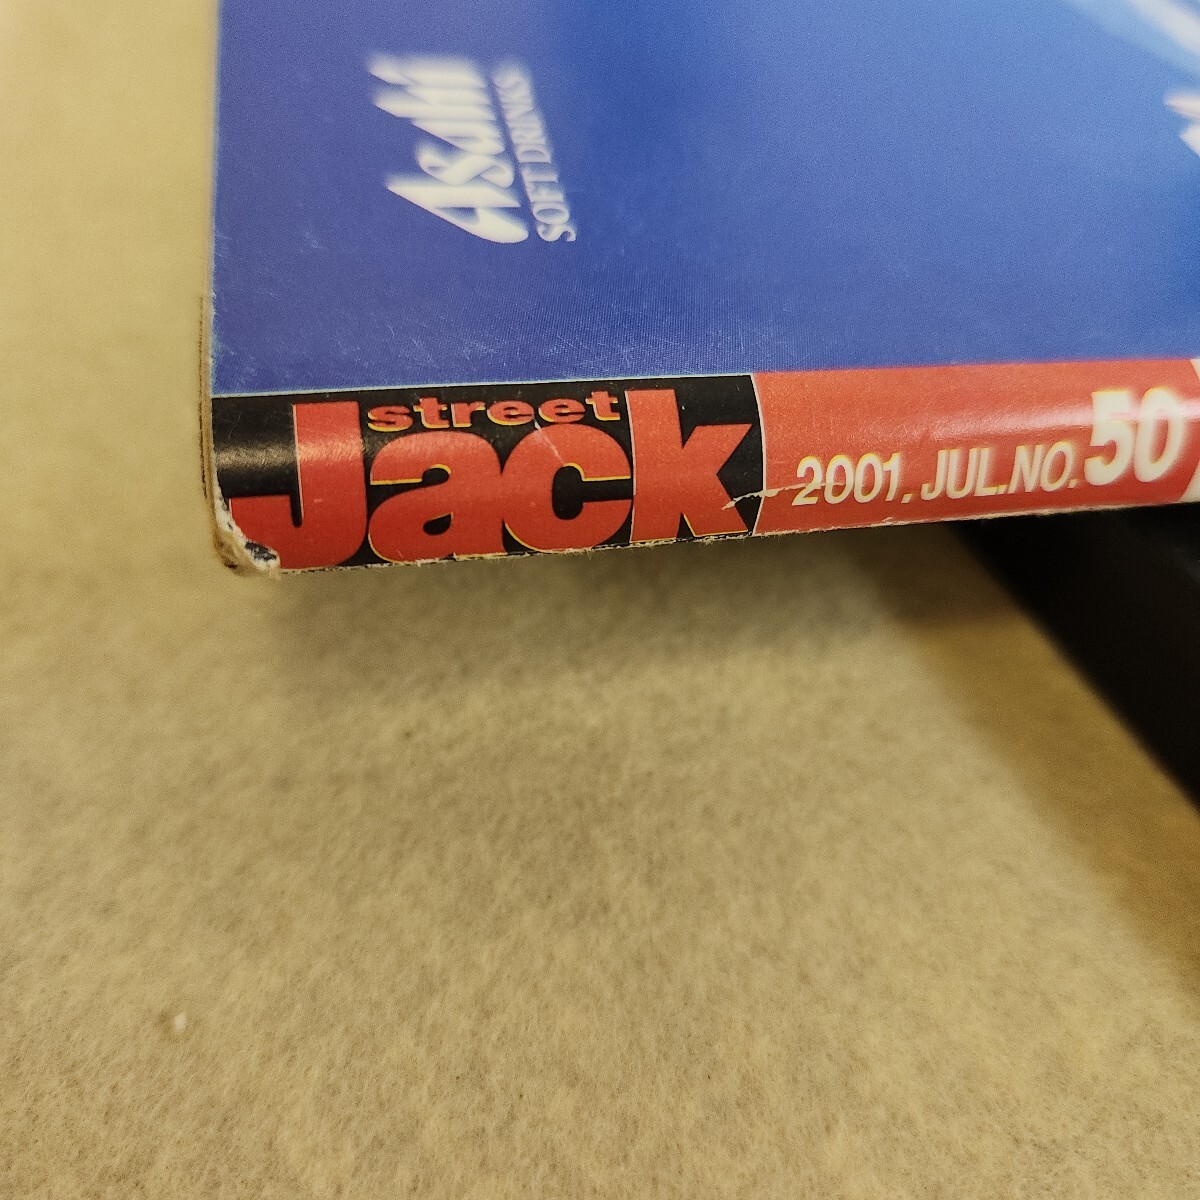 Asahi
SOFT DRINKS
street
Jack
2001. JUL. NO. 50